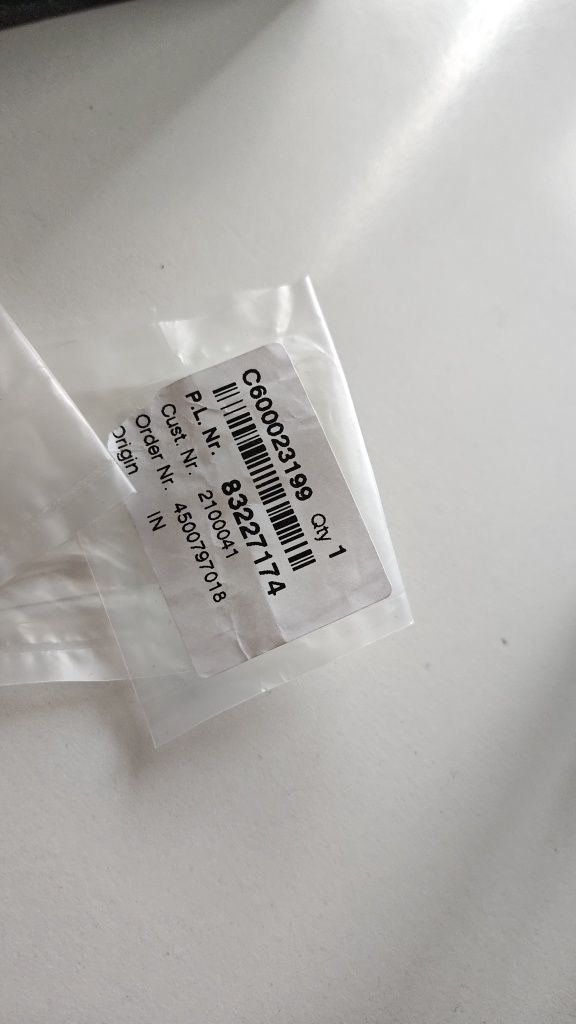 C600023199 Qty 1
P.L. Nr. 83227174
Cust. Nr. 2100041
Order Nr. 4500797018
Origin IN